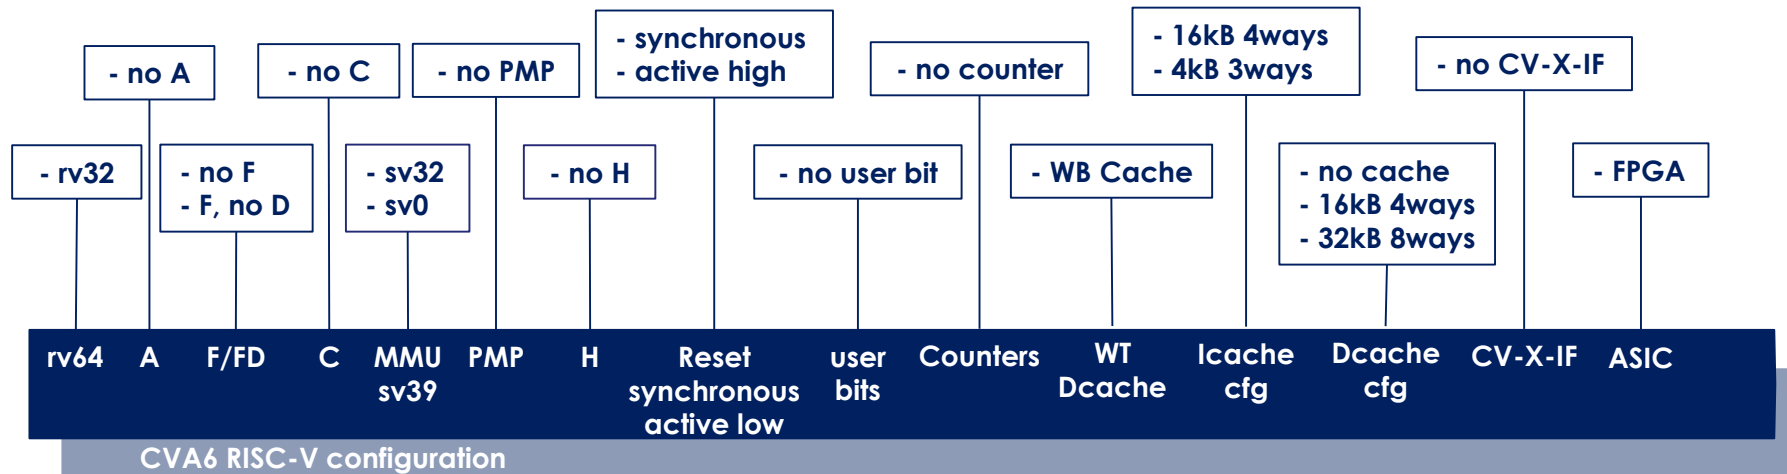 - no A
- no C
- no PMP
- synchronous
- active high
- no counter
- 16kB 4ways
- 4kB 3ways
- no CV-X-IF
- rv32
- no F
- F, no D
- sv32
- sv0
- no H
- no user bit
- WB Cache
- no cache
- 16kB 4ways
- 32kB 8ways
- FPGA
rv64
A
F/FD
C
MMU
sv39
PMP
H
Reset
synchronous
active low
user
bits
Counters
WT
Dcache
Icache
cfg
Dcache
cfg
CV-X-IF
ASIC
CVA6 RISC-V configuration